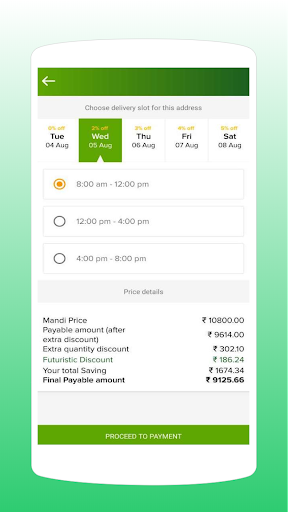 Choose delivery slot for this address
0% off 2% off 3% off 4% off 5% off
Tue Wed Thu Fri Sat
04 Aug 05 Aug 06 Aug 07 Aug 08 Aug
8:00 am - 12:00 pm
12:00 pm - 4:00 pm
4:00 pm - 8:00 pm
Price details
Mandi Price ₹ 10800.00
Payable amount (after
extra discount) ₹ 9614.00
Extra quantity discount ₹ 302.10
Futuristic Discount ₹ 186.24
Your total Saving ₹ 1674.34
Final Payable amount ₹ 9125.66
PROCEED TO PAYMENT